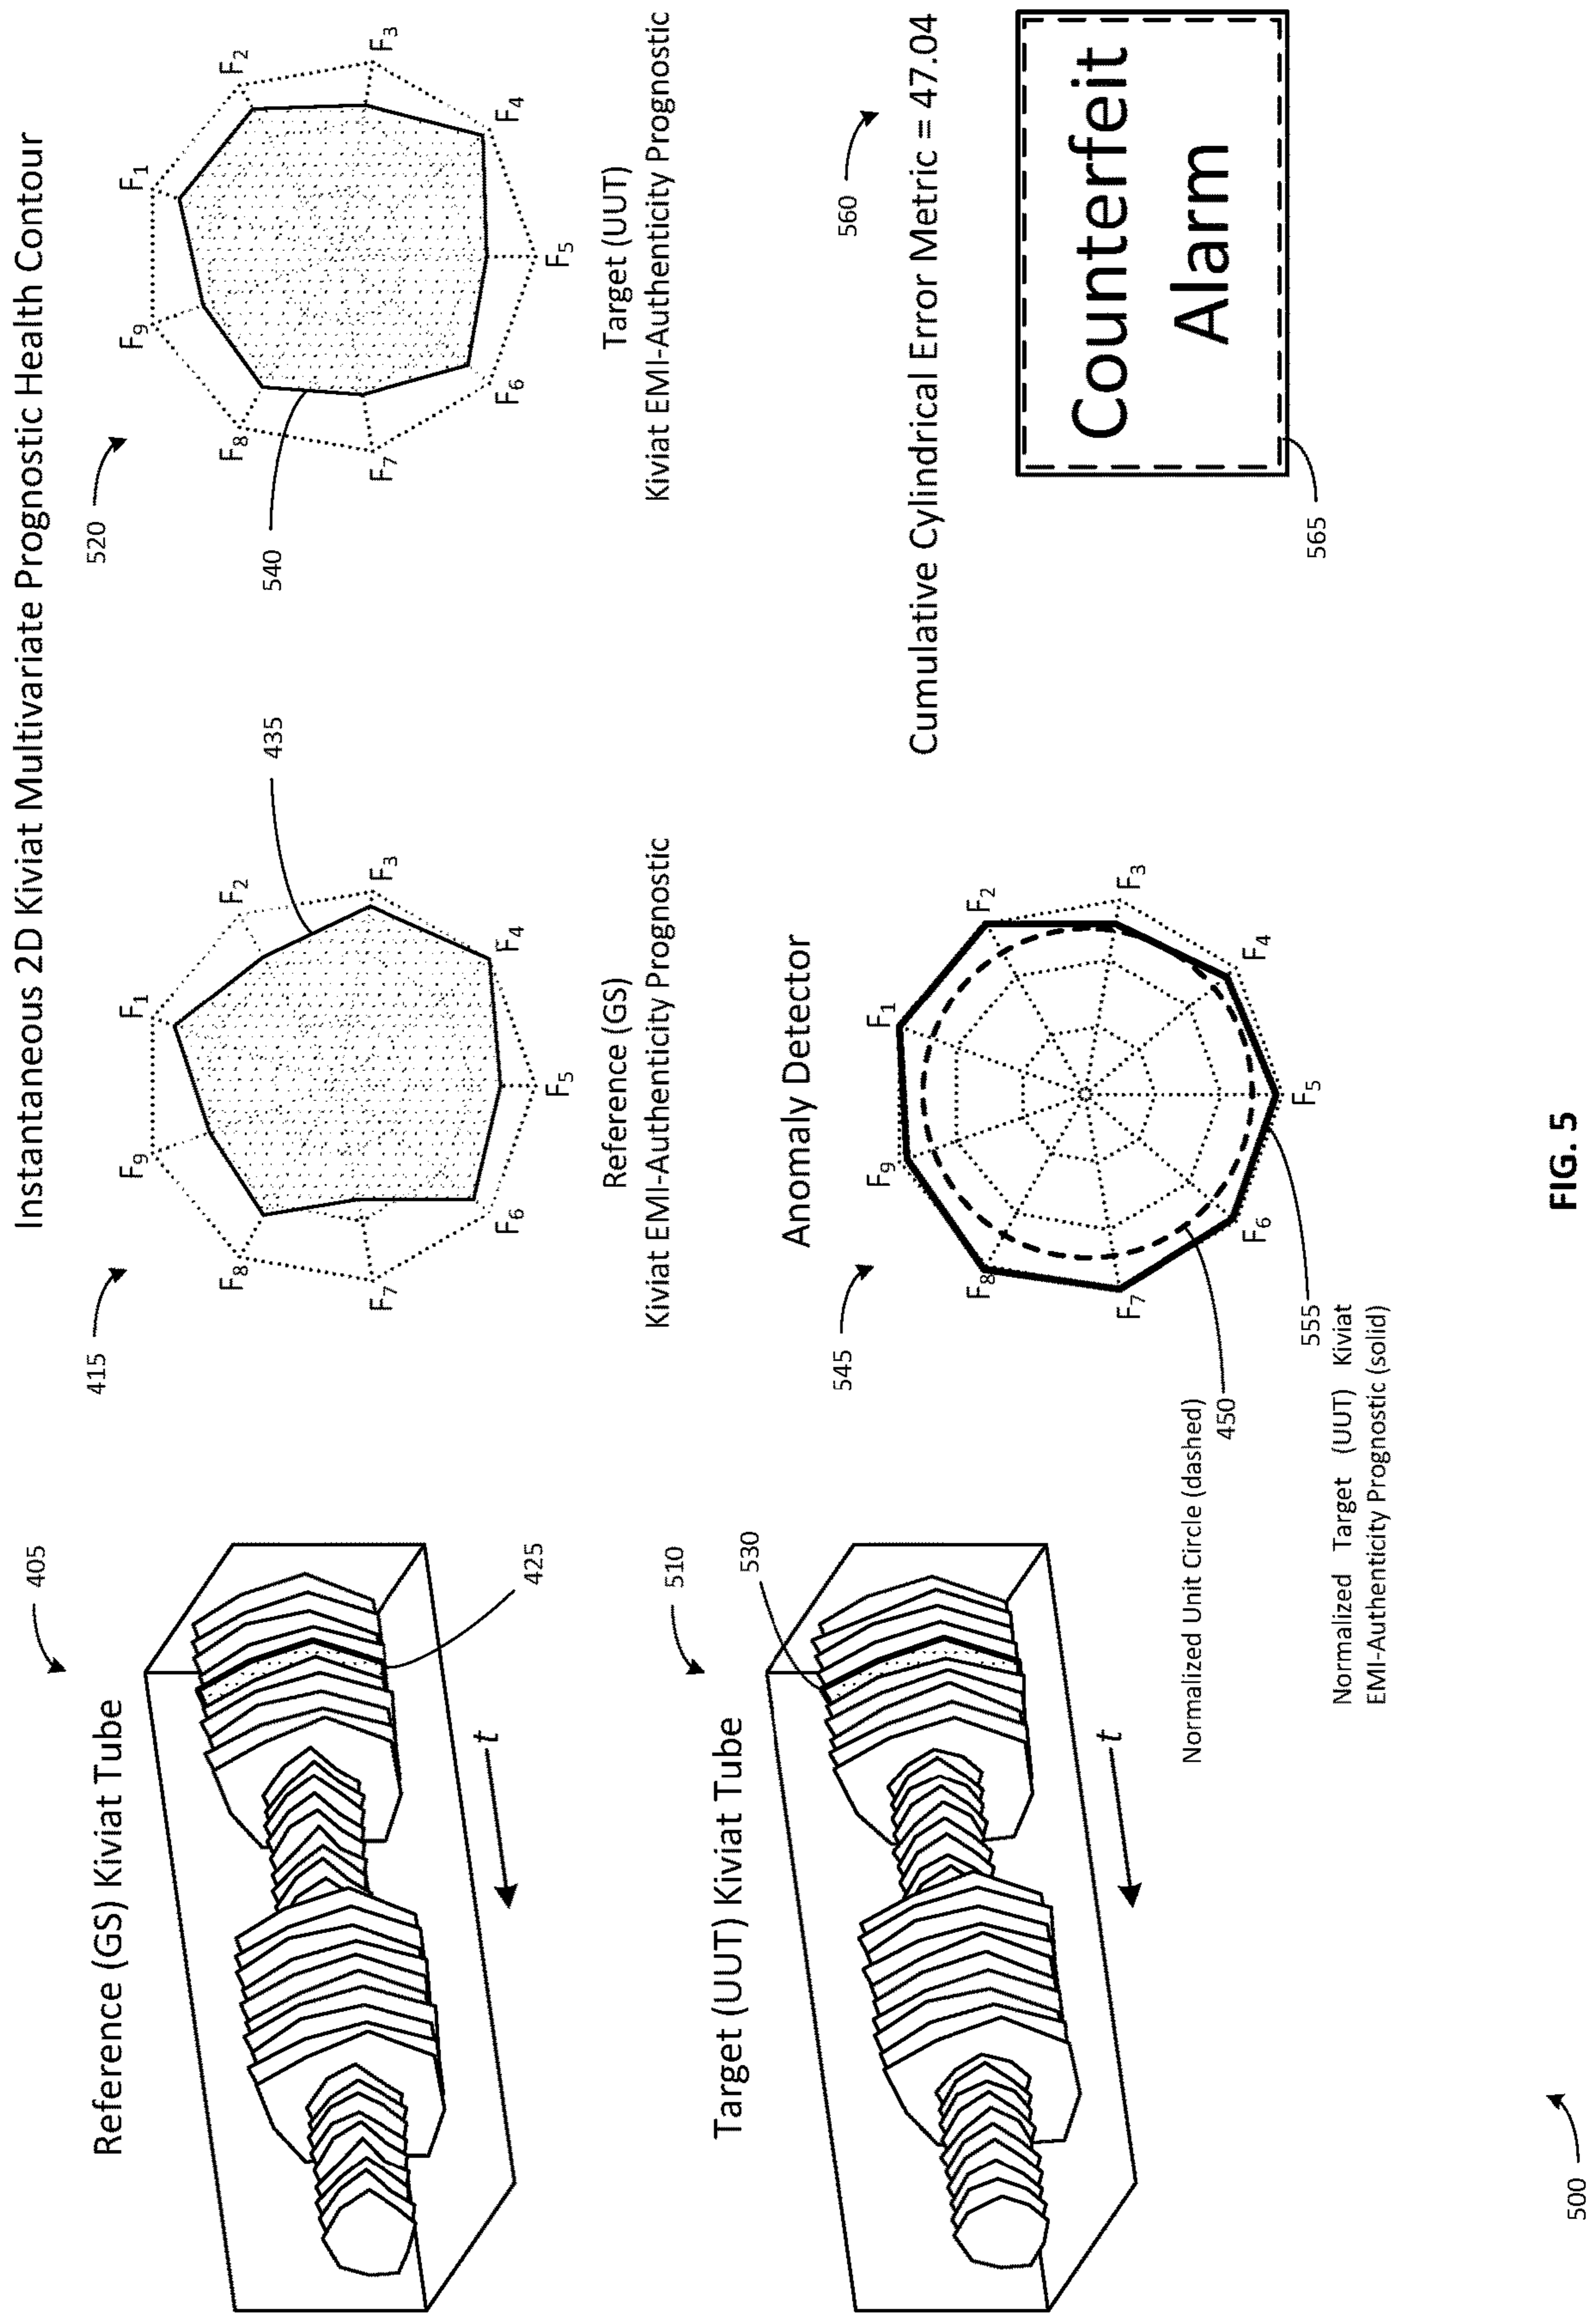 Instantaneous 2D Kiviat Multivariate Prognostic Health Contour
405
Reference (GS) Kiviat Tube
425
t
415
F1
F2
F3
F4
F5
F6
F7
F8
F9
435
Reference (GS)
Kiviat EMI-Authenticity Prognostic
520
F1
F2
F3
F4
F5
F6
F7
F8
F9
540
Target (UUT)
Kiviat EMI-Authenticity Prognostic
510
530
Target (UUT) Kiviat Tube
t
Anomaly Detector
545
F1
F2
F3
F4
F5
F6
F7
F8
F9
Normalized Unit Circle (dashed)
450
555
Normalized Target (UUT) Kiviat
EMI-Authenticity Prognostic (solid)
560
Cumulative Cylindrical Error Metric = 47.04
Counterfeit
Alarm
565
500
FIG. 5